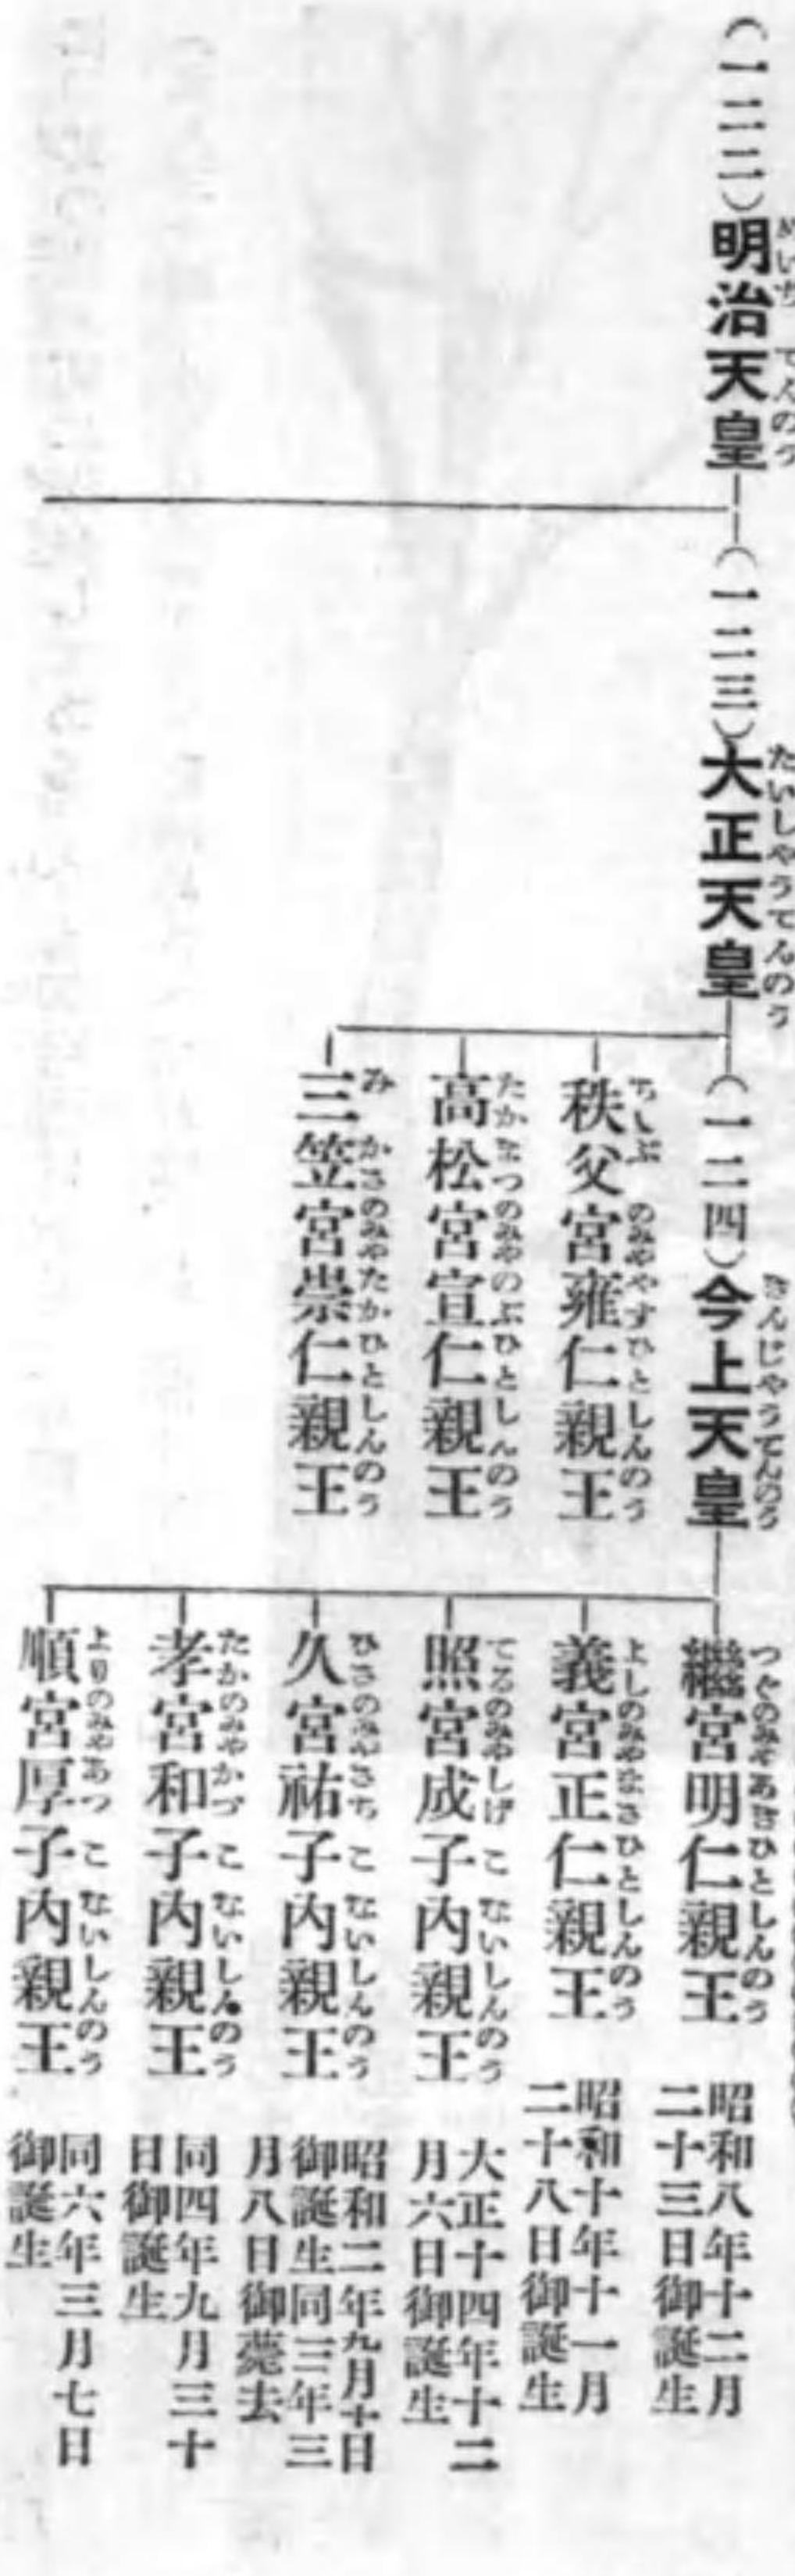 (一二二)明治天皇
(一二三)大正天皇
(一二四)今上天皇
秩父宮雍仁親王
高松宮宣仁親王
三笠宮崇仁親王
繼宮明仁親王
昭和八年十二月
二十三日御誕生
義宮正仁親王
昭和十年十一月
二十八日御誕生
照宮成子内親王
大正十四年十二
月六日御誕生
久宮祐子内親王
昭和二年九月十日
御誕生同三年三
月八日御薨去
孝宮和子内親王
同四年九月三十
日御誕生
順宮厚子内親王
同六年三月七日
御誕生